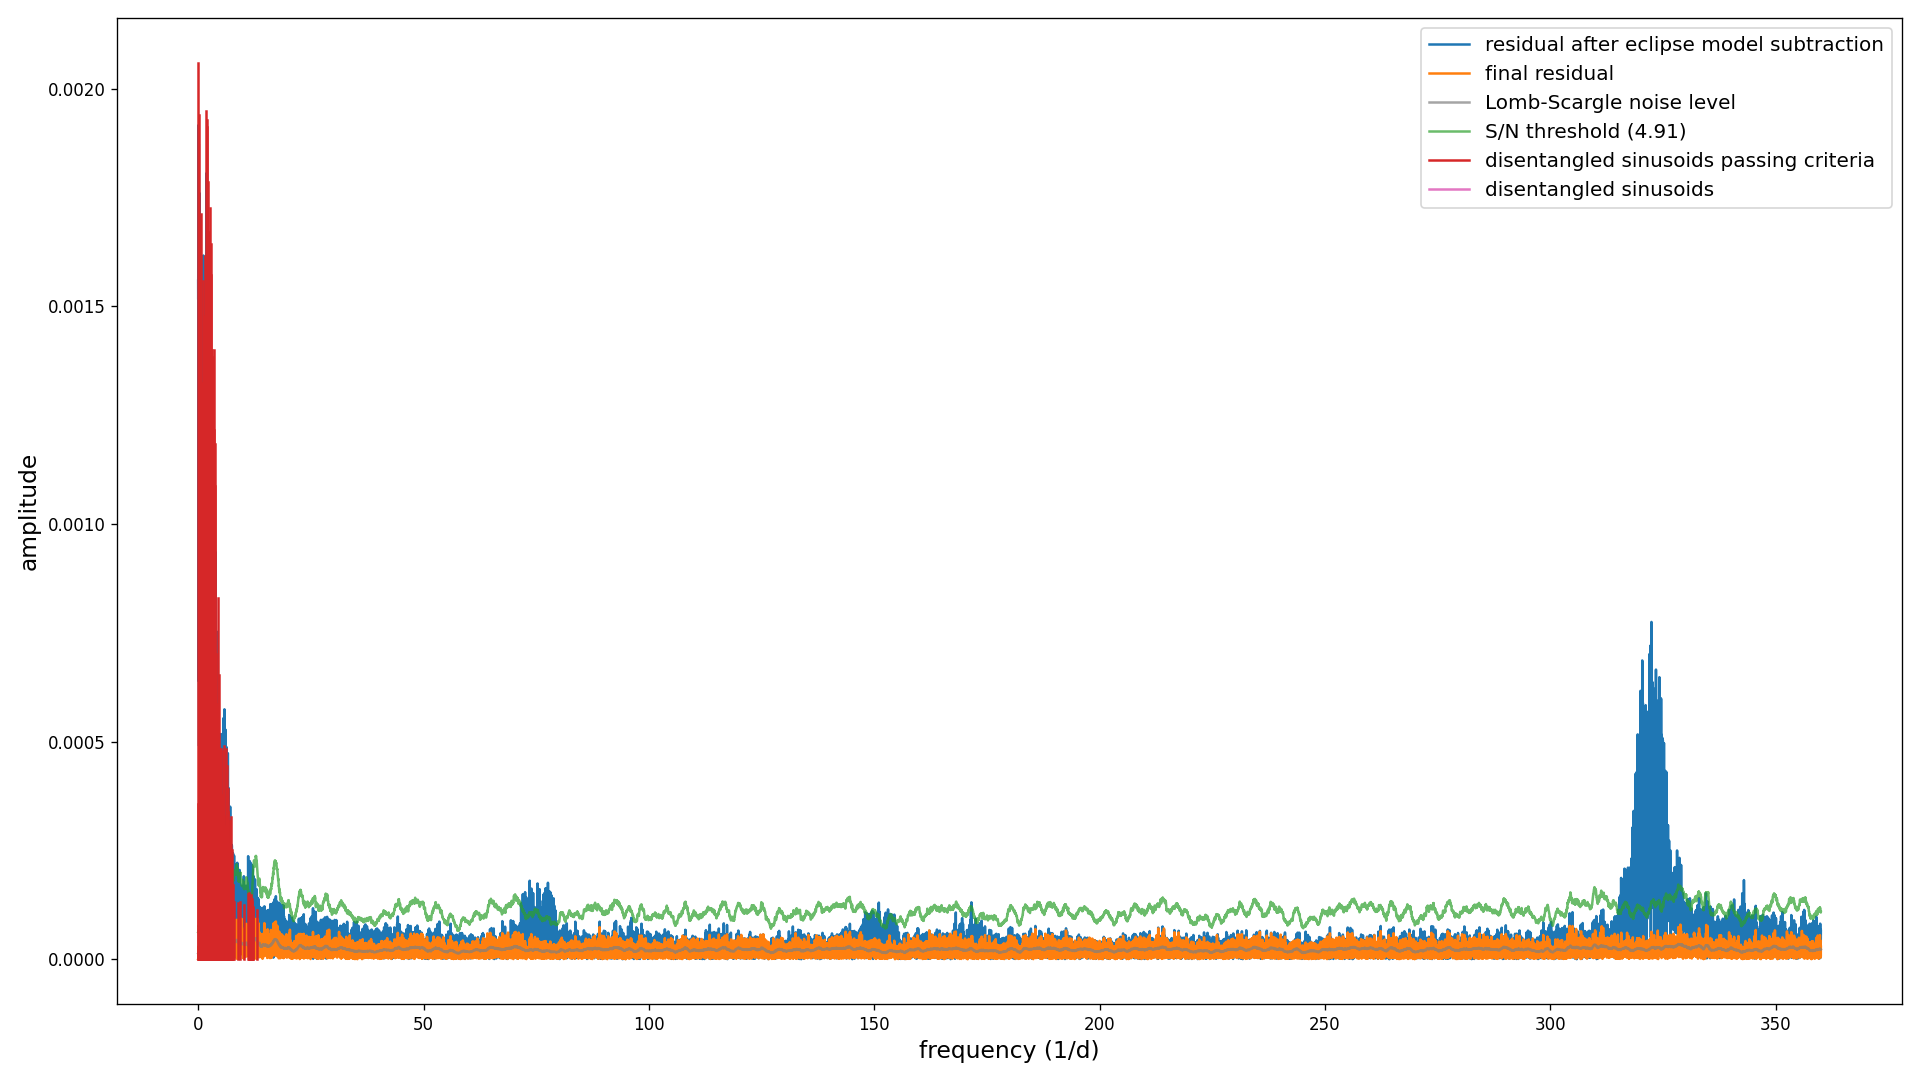 residual after eclipse model subtraction
final residual
Lomb-Scargle noise level
S/N threshold (4.91)
disentangled sinusoids passing criteria
disentangled sinusoids
0.0020
0.0015
0.0010
0.0005
0.0000
amplitude
0 50 100 150 200 250 300 350
frequency (1/d)